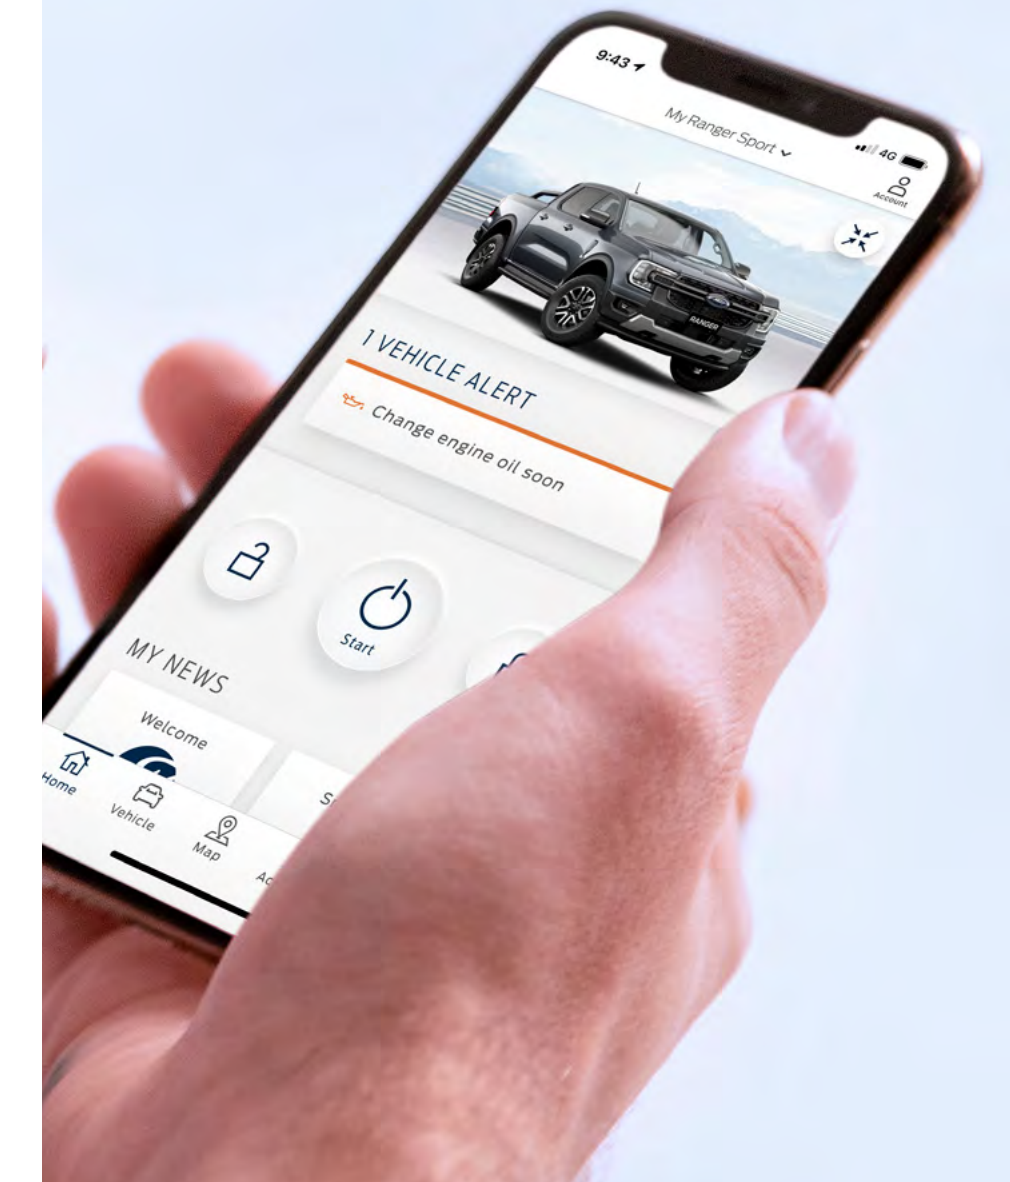 9:43
My Ranger Sport
4G
Account
RANGER
1 VEHICLE ALERT
Change engine oil soon
Start
MY NEWS
Welcome
Home
Vehicle
Map